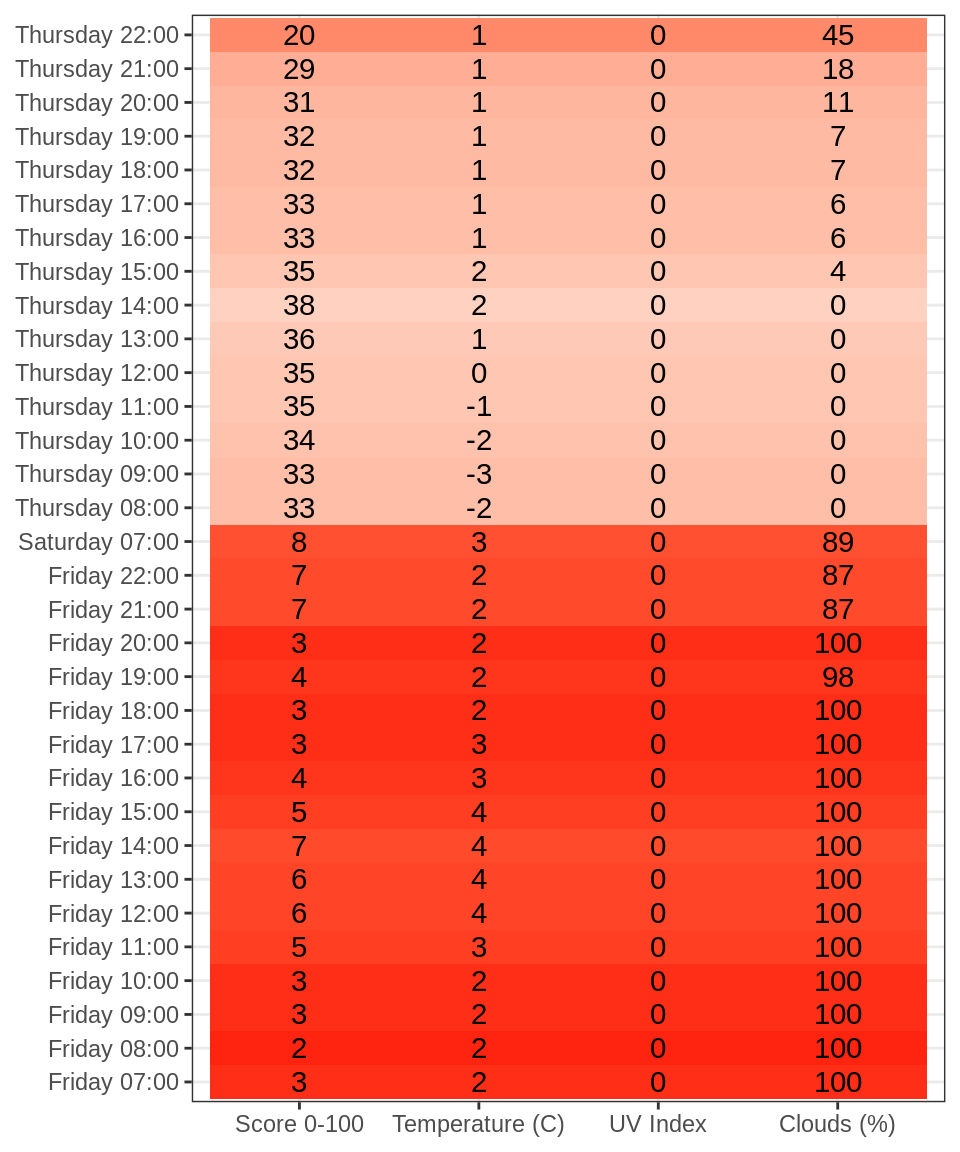 Thursday 22:00 20 1 0 45
Thursday 21:00 29 1 0 18
Thursday 20:00 31 1 0 11
Thursday 19:00 32 1 0 7
Thursday 18:00 32 1 0 7
Thursday 17:00 33 1 0 6
Thursday 16:00 33 1 0 6
Thursday 15:00 35 2 0 4
Thursday 14:00 38 2 0 0
Thursday 13:00 36 1 0 0
Thursday 12:00 35 0 0 0
Thursday 11:00 35 -1 0 0
Thursday 10:00 34 -2 0 0
Thursday 09:00 33 -3 0 0
Thursday 08:00 33 -2 0 0
Saturday 07:00 8 3 0 89
Friday 22:00 7 2 0 87
Friday 21:00 7 2 0 87
Friday 20:00 3 2 0 100
Friday 19:00 4 2 0 98
Friday 18:00 3 2 0 100
Friday 17:00 3 3 0 100
Friday 16:00 4 3 0 100
Friday 15:00 5 4 0 100
Friday 14:00 7 4 0 100
Friday 13:00 6 4 0 100
Friday 12:00 6 4 0 100
Friday 11:00 5 3 0 100
Friday 10:00 3 2 0 100
Friday 09:00 3 2 0 100
Friday 08:00 2 2 0 100
Friday 07:00 3 2 0 100
Score 0-100 Temperature (C) UV Index Clouds (%)